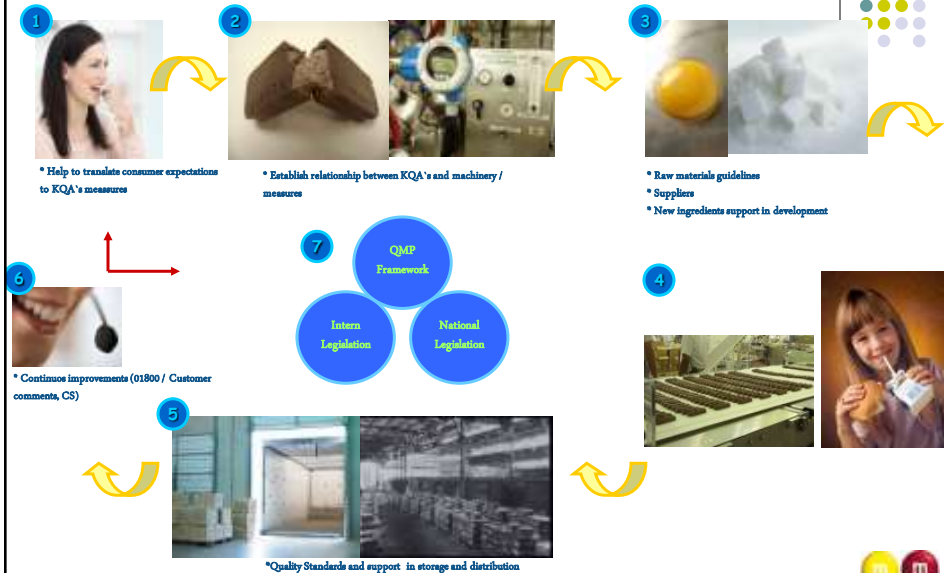 1
2
3
* Help to translate consumer expectations
to KQA`s meassures
* Establish relationship between KQA`s and machinery /
measures
* Raw materials guidelines
* Suppliers
* New ingredients support in development
7
QMP
Framework
Intern
Legislation
National
Legislation
6
4
* Continuos improvements (01800 / Customer
comments, CS)
5
*Quality Standards and support in storage and distribution
m
m